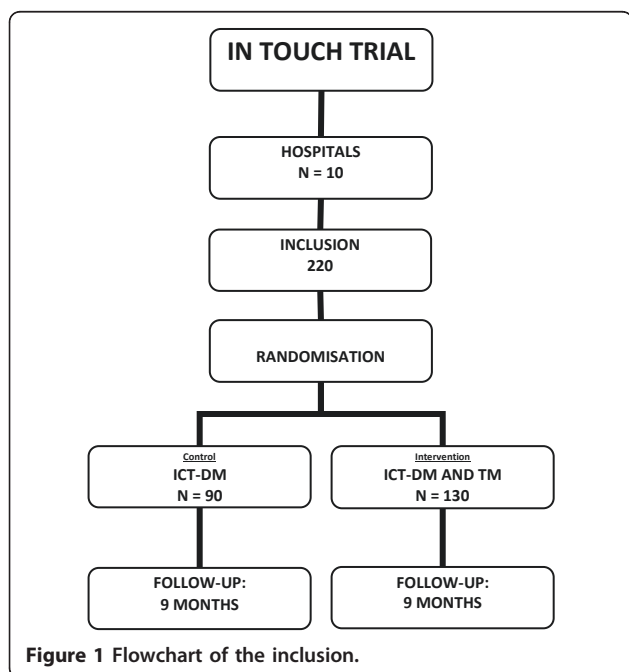 IN TOUCH TRIAL
HOSPITALS
N = 10
INCLUSION
220
RANDOMISATION
Control
ICT-DM
N = 90
Intervention
ICT-DM AND TM
N = 130
FOLLOW-UP:
9 MONTHS
FOLLOW-UP:
9 MONTHS
Figure 1 Flowchart of the inclusion.